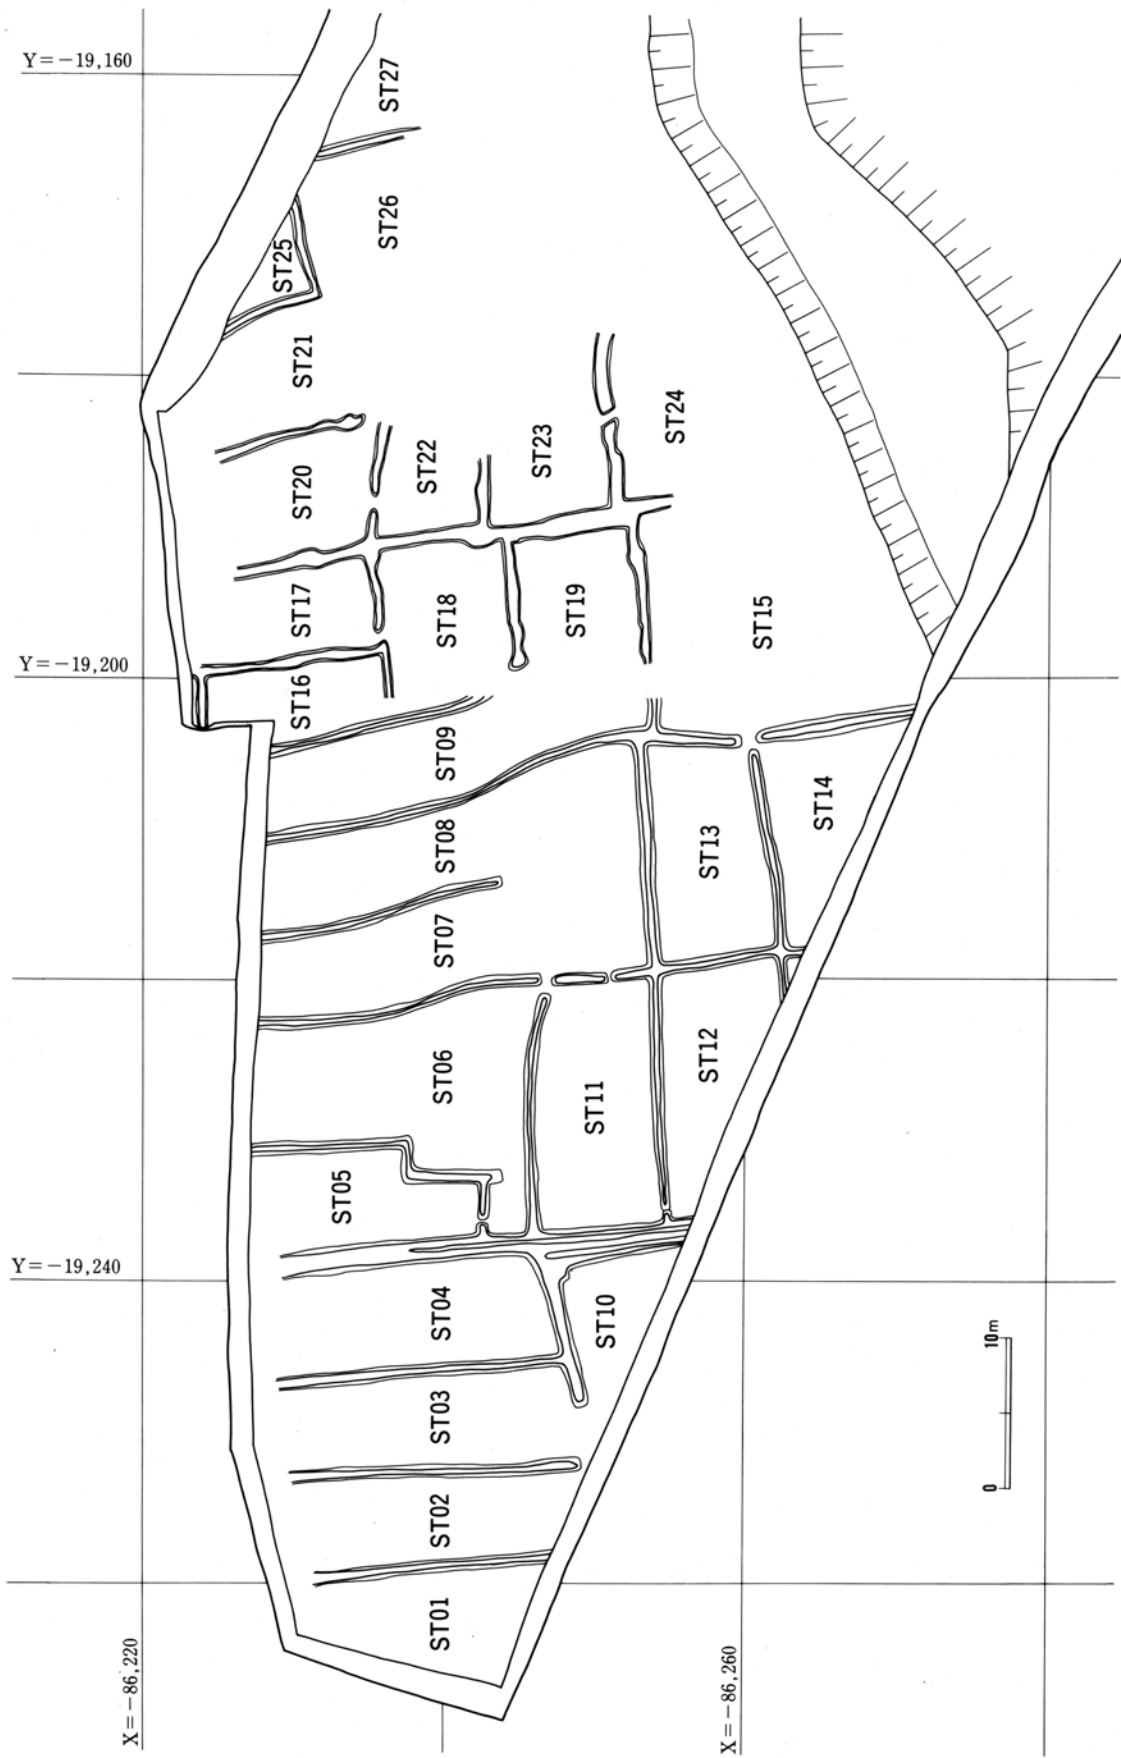 Y=−19,160
ST27
ST26
ST25
ST21
ST20
ST22
ST23
ST24
ST17
ST18
ST19
ST15
Y=−19,200
ST16
ST09
ST08
ST07
ST13
ST14
ST06
ST11
ST12
ST05
Y=−19,240
ST04
ST10
ST03
ST02
ST01
10m
0
X=−86,220
X=−86,260